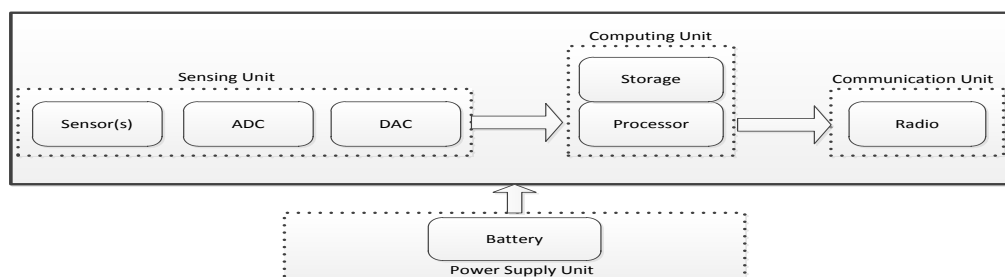 Computing Unit
Sensing Unit
Storage
Communication Unit
Sensor(s)
ADC
DAC
Processor
Radio
Battery
Power Supply Unit